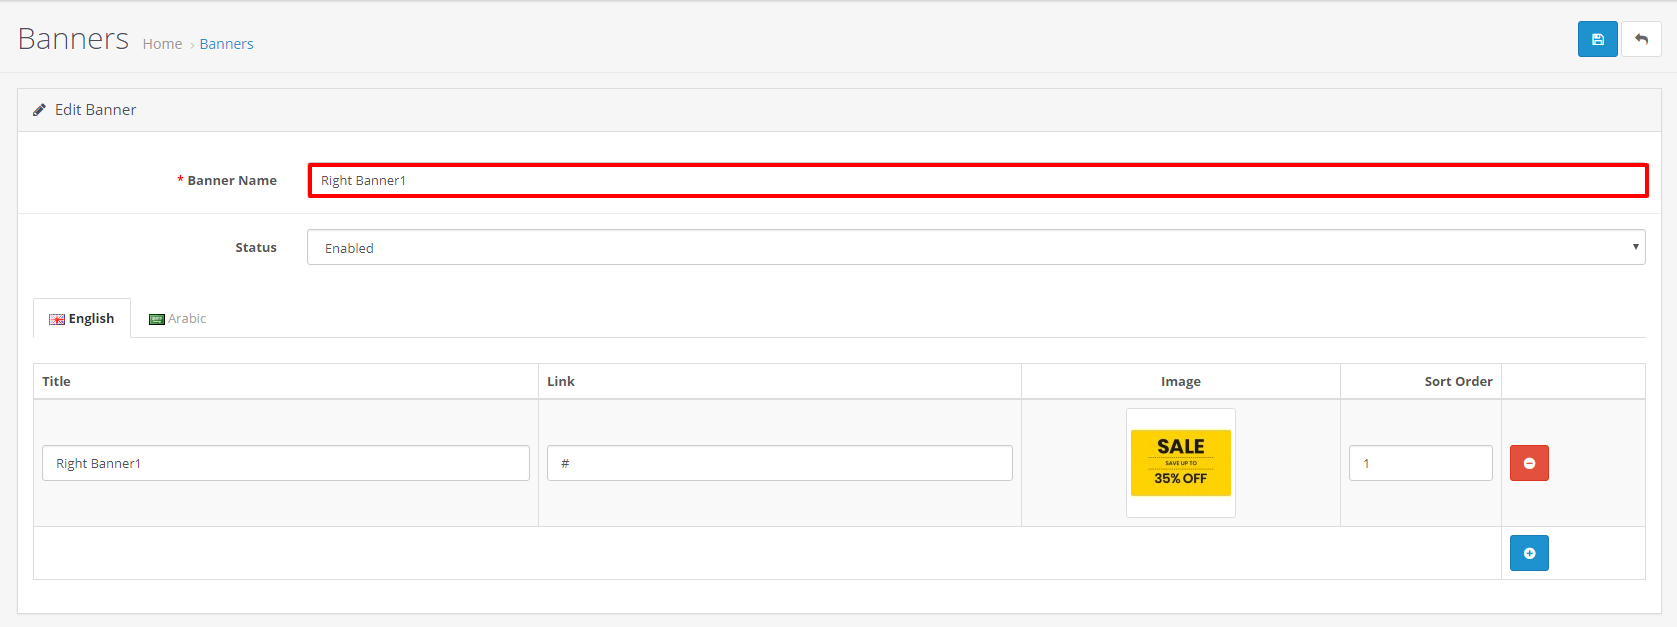 Banners Home › Banners
Edit Banner
* Banner Name Right Banner1
Status Enabled
English Arabic
Title Link Image Sort Order
SALE
SAVE UP TO
Right Banner1 # 1
35% OFF